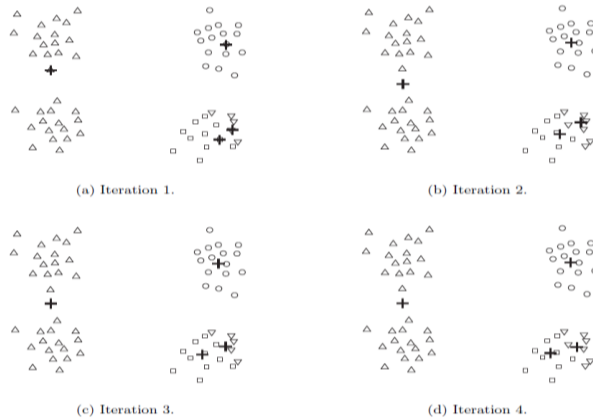 (a) Iteration 1.
(b) Iteration 2.
(c) Iteration 3.
(d) Iteration 4.